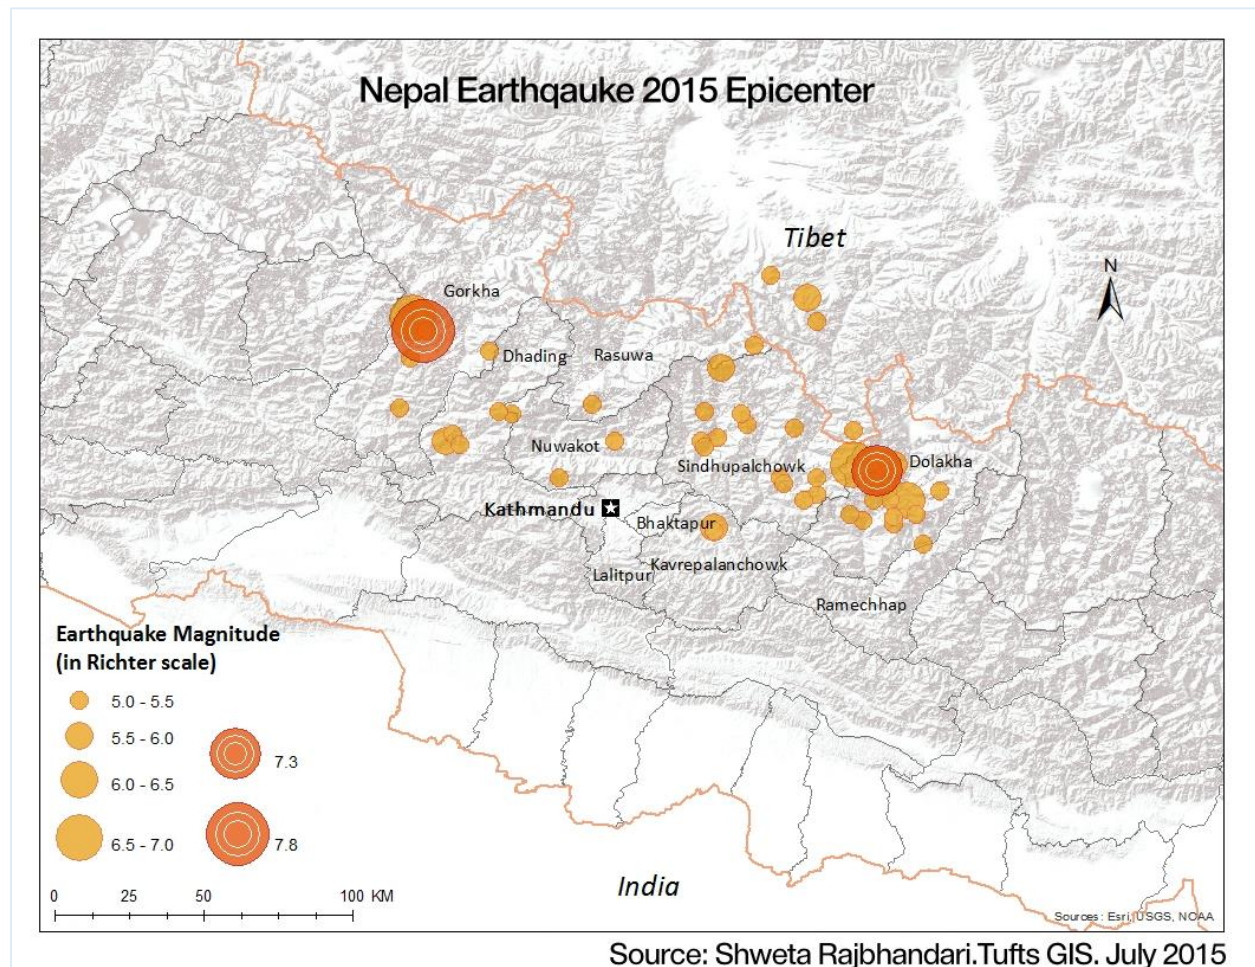 Nepal Earthqauke 2015 Epicenter
Tibet
N
Gorkha
Dhading
Rasuwa
Nuwakot
Sindhupalchowk
Dolakha
Kathmandu
Bhaktapur
Kavrepalanchowk
Lalitpur
Ramechhap
Earthquake Magnitude
(in Richter scale)
5.0 - 5.5
5.5 - 6.0
6.0 - 6.5
6.5 - 7.0
7.3
7.8
0 25 50 100 KM
India
Sources: Esri, USGS, NOAA
Source: Shweta Rajbhandari.Tufts GIS. July 2015